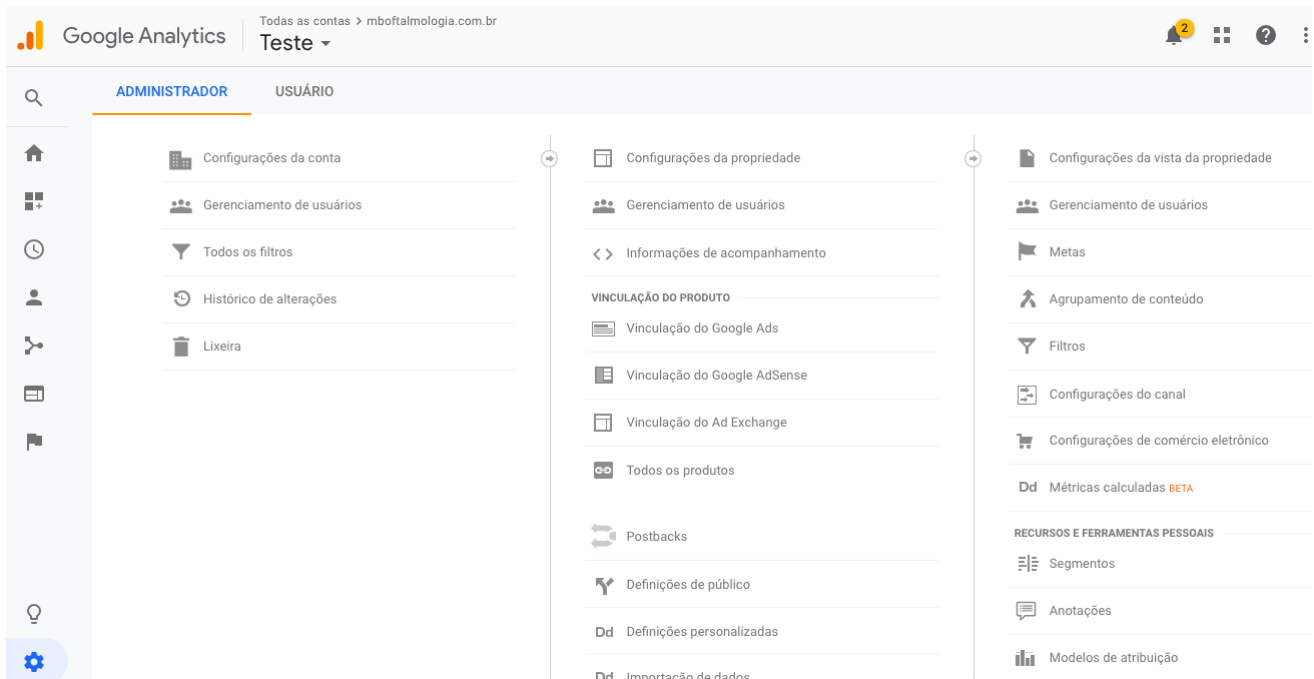 Google Analytics
Todas as contas > mboftalmologia.com.br
Teste
2
ADMINISTRADOR
USUÁRIO
Configurações da conta
Gerenciamento de usuários
Todos os filtros
Histórico de alterações
Lixeira
Configurações da propriedade
Gerenciamento de usuários
Informações de acompanhamento
VINCULAÇÃO DO PRODUTO
Vinculação do Google Ads
Vinculação do Google AdSense
Vinculação do Ad Exchange
Todos os produtos
Postbacks
Definições de público
Dd Definições personalizadas
Dd Importação de dados
Configurações da vista da propriedade
Gerenciamento de usuários
Metas
Agrupamento de conteúdo
Filtros
Configurações do canal
Configurações de comércio eletrônico
Dd Métricas calculadas BETA
RECURSOS E FERRAMENTAS PESSOAIS
Segmentos
Anotações
Modelos de atribuição